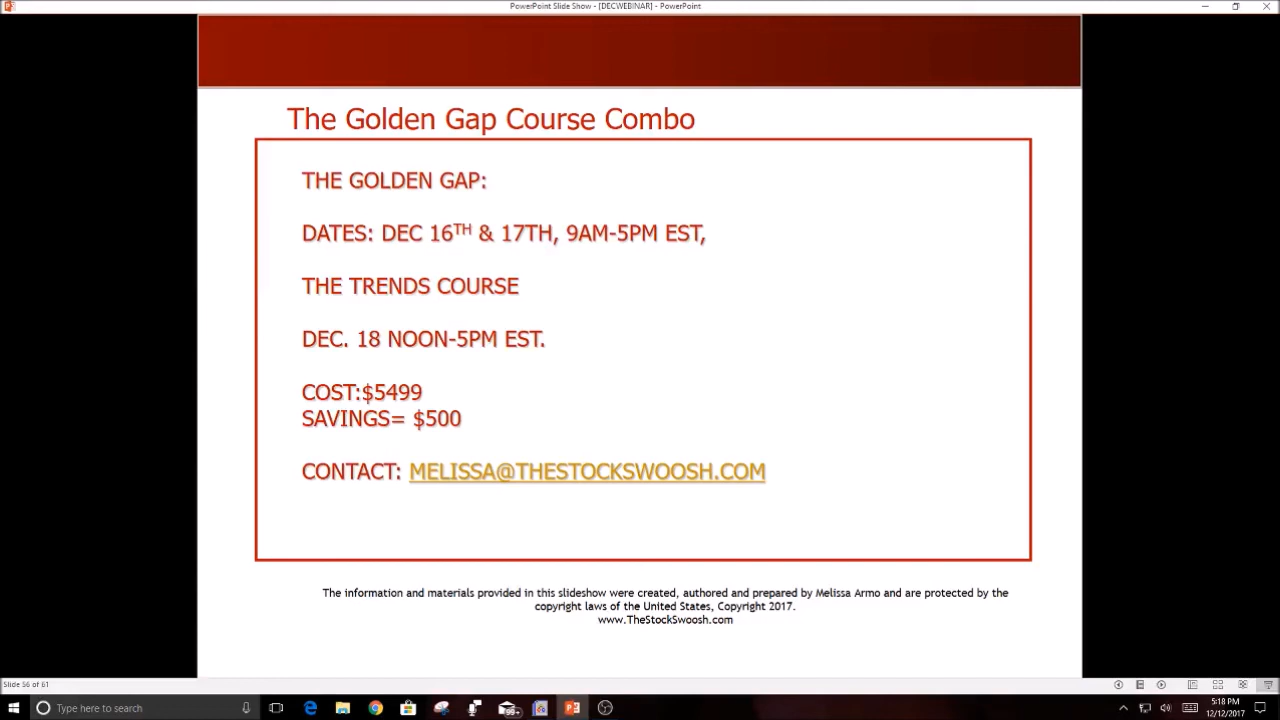 PowerPoint Slide Show - [DECWEBINAR] - PowerPoint
The Golden Gap Course Combo
THE GOLDEN GAP:
DATES: DEC 16TH & 17TH, 9AM-5PM EST,
THE TRENDS COURSE
DEC. 18 NOON-5PM EST.
COST:$5499
SAVINGS= $500
CONTACT: MELISSA@THESTOCKSWOOSH.COM
The information and materials provided in this slideshow were created, authored and prepared by Melissa Armo and are protected by the
copyright laws of the United States, Copyright 2017.
www.TheStockSwoosh.com
Slide 56 of 61
Type here to search
5:18 PM
12/12/2017